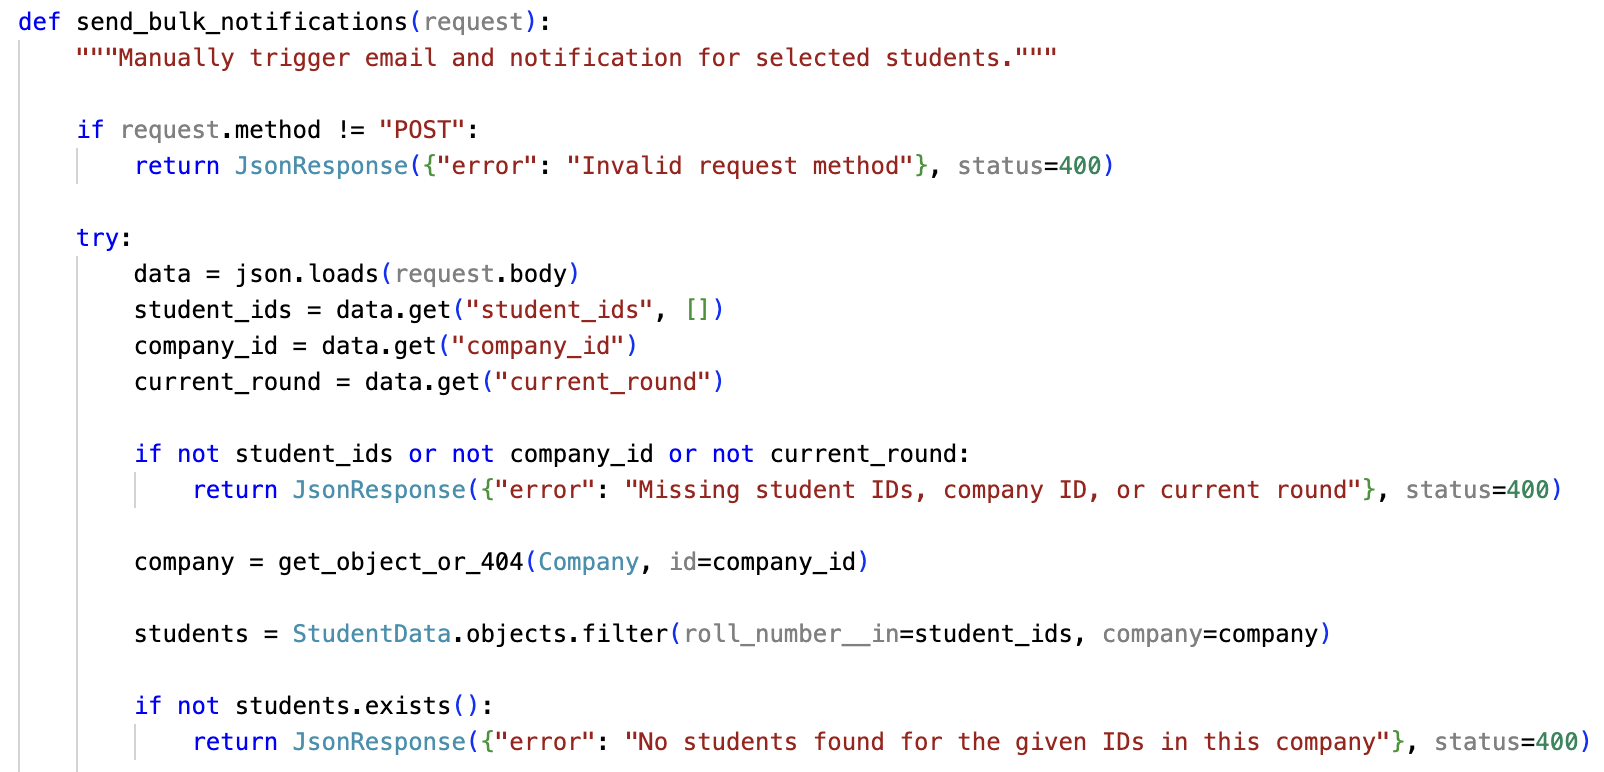 def send_bulk_notifications(request):
    """Manually trigger email and notification for selected students."""
    if request.method != "POST":
        return JsonResponse({"error": "Invalid request method"}, status=400)
    try:
        data = json.loads(request.body)
        student_ids = data.get("student_ids", [])
        company_id = data.get("company_id")
        current_round = data.get("current_round")
        if not student_ids or not company_id or not current_round:
            return JsonResponse({"error": "Missing student IDs, company ID, or current round"}, status=400)
        company = get_object_or_404(Company, id=company_id)
        students = StudentData.objects.filter(roll_number__in=student_ids, company=company)
        if not students.exists():
            return JsonResponse({"error": "No students found for the given IDs in this company"}, status=400)